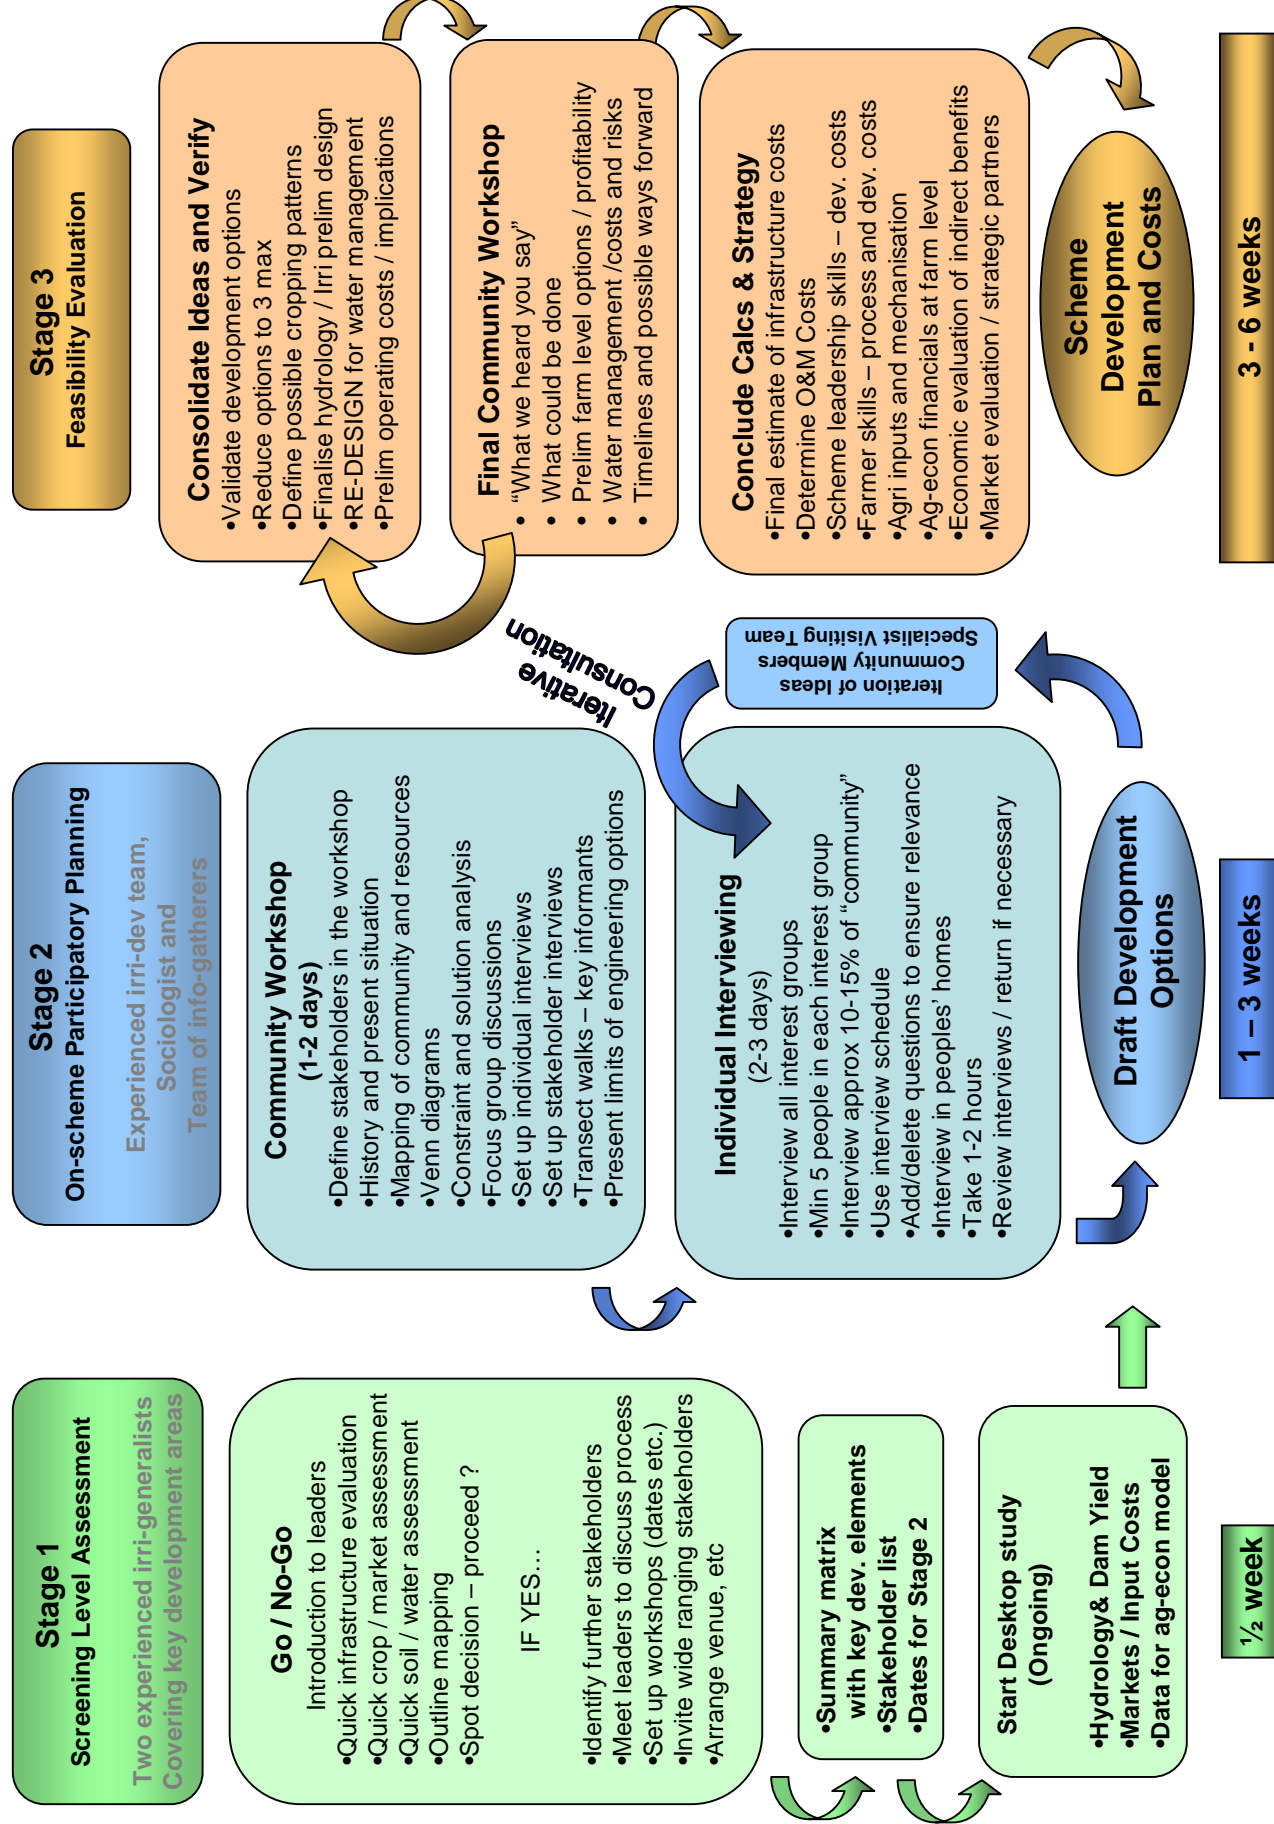 Stage 1
Screening Level Assessment
Two experienced irri-generalists
Covering key development areas
Go / No-Go
Introduction to leaders
•Quick infrastructure evaluation
•Quick crop / market assessment
•Quick soil / water assessment
•Outline mapping
•Spot decision – proceed ?
IF YES…
•Identify further stakeholders
•Meet leaders to discuss process
•Set up workshops (dates etc.)
•Invite wide ranging stakeholders
•Arrange venue, etc
•Summary matrix
with key dev. elements
•Stakeholder list
•Dates for Stage 2
Start Desktop study
(Ongoing)
•Hydrology& Dam Yield
•Markets / Input Costs
•Data for ag-econ model
½ week
Stage 2
On-scheme Participatory Planning
Experienced irri-dev team,
Sociologist and
Team of info-gatherers
Community Workshop
(1-2 days)
•Define stakeholders in the workshop
•History and present situation
•Mapping of community and resources
•Venn diagrams
•Constraint and solution analysis
•Focus group discussions
•Set up individual interviews
•Set up stakeholder interviews
•Transect walks – key informants
•Present limits of engineering options
Individual Interviewing
(2-3 days)
•Interview all interest groups
•Min 5 people in each interest group
•Interview approx 10-15% of “community”
•Use interview schedule
•Add/delete questions to ensure relevance
•Interview in peoples’ homes
•Take 1-2 hours
•Review interviews / return if necessary
Draft Development
Options
1 – 3 weeks
Iterative
Consultation
Iteration of Ideas
Community Members
Specialist Visiting Team
Stage 3
Feasibility Evaluation
Consolidate Ideas and Verify
•Validate development options
•Reduce options to 3 max
•Define possible cropping patterns
•Finalise hydrology / Irri prelim design
•RE-DESIGN for water management
•Prelim operating costs / implications
Final Community Workshop
• “What we heard you say”
• What could be done
• Prelim farm level options / profitability
• Water management /costs and risks
• Timelines and possible ways forward
Conclude Calcs & Strategy
•Final estimate of infrastructure costs
•Determine O&M Costs
•Scheme leadership skills – dev. costs
•Farmer skills – process and dev. costs
•Agri inputs and mechanisation
•Ag-econ financials at farm level
•Economic evaluation of indirect benefits
•Market evaluation / strategic partners
Scheme
Development
Plan and Costs
3 - 6 weeks